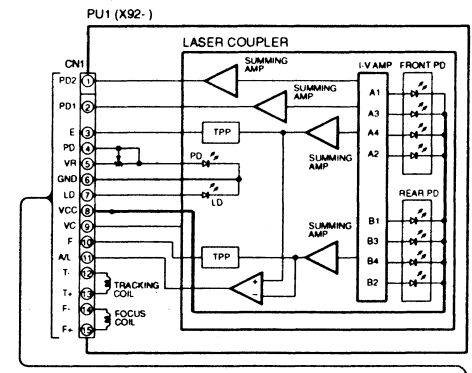 PU1 (X92- )
LASER COUPLER
CN1
PD2 1
PD1 2
E 3
PD 4
VR 5
GND 6
LD 7
VCC 8
VC 9
F 10
A/L 11
T- 12
T+ 13
F- 14
F+ 15
TRACKING
COIL
FOCUS
COIL
SUMMING
AMP
SUMMING
AMP
SUMMING
AMP
SUMMING
AMP
TPP
TPP
PD
LD
+
−
I-V AMP
FRONT PD
A1
A3
A4
A2
REAR PD
B1
B3
B4
B2